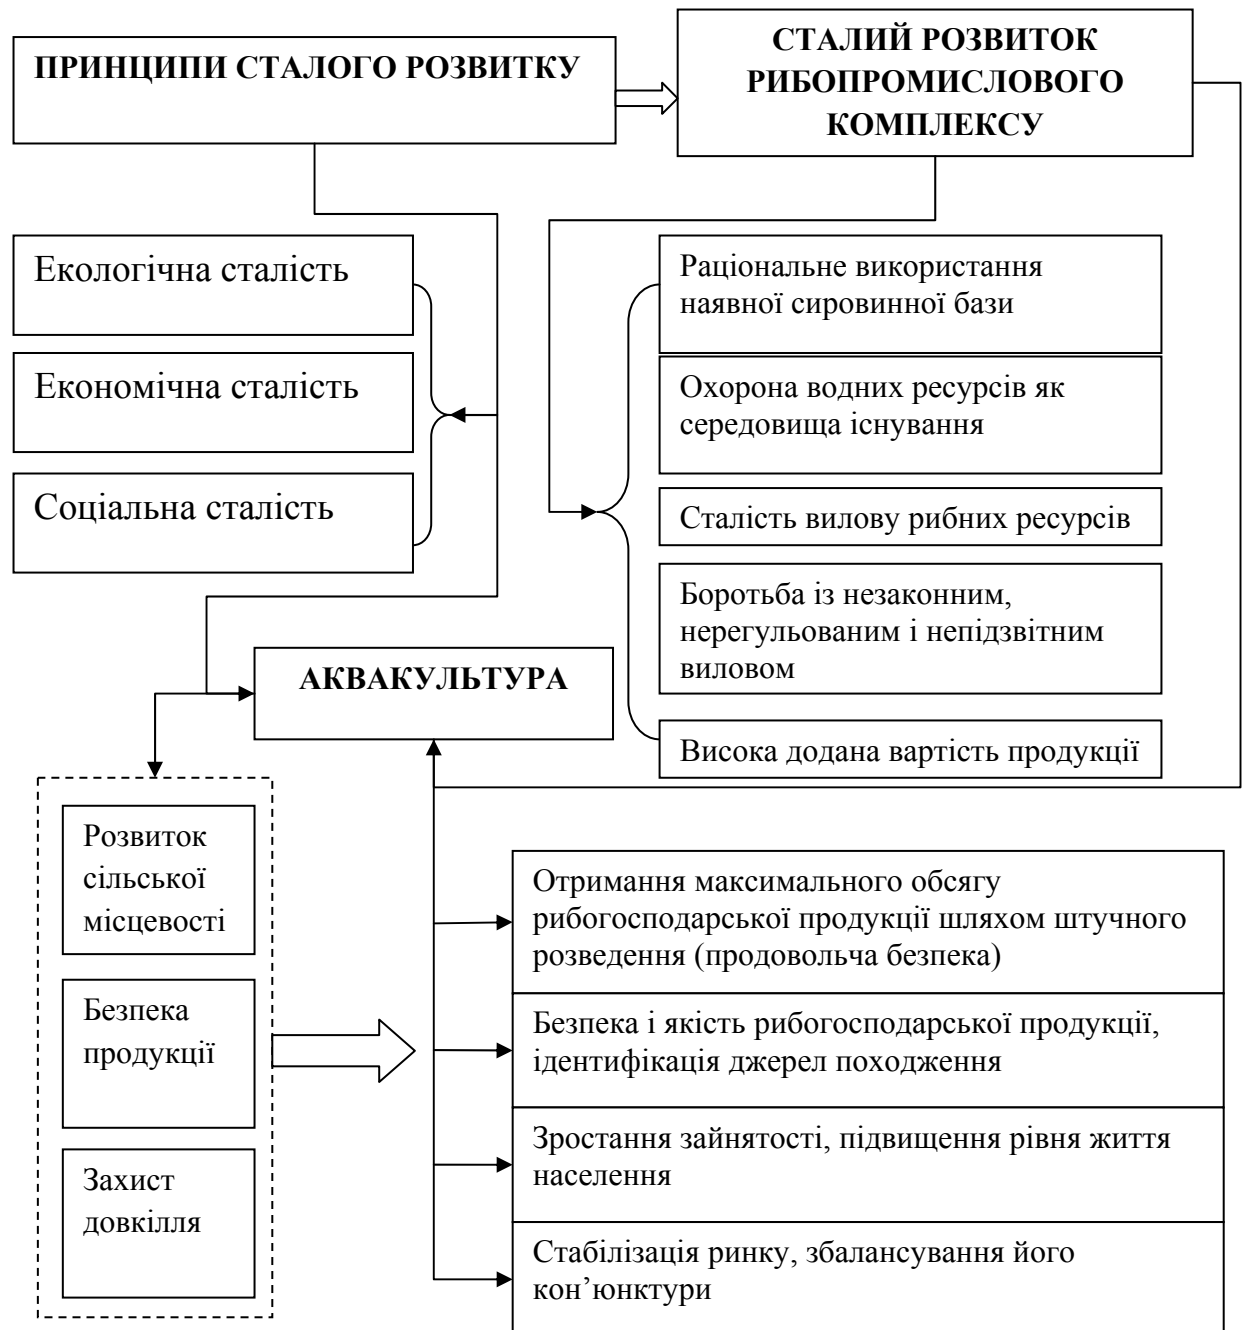 ПРИНЦИПИ СТАЛОГО РОЗВИТКУ
СТАЛИЙ РОЗВИТОК
РИБОПРОМИСЛОВОГО
КОМПЛЕКСУ
Екологічна сталість
Економічна сталість
Соціальна сталість
Раціональне використання
наявної сировинної бази
Охорона водних ресурсів як
середовища існування
Сталість вилову рибних ресурсів
Боротьба із незаконним,
нерегульованим і непідзвітним
виловом
Висока додана вартість продукції
АКВАКУЛЬТУРА
Розвиток
сільської
місцевості
Безпека
продукції
Захист
довкілля
Отримання максимального обсягу
рибогосподарської продукції шляхом штучного
розведення (продовольча безпека)
Безпека і якість рибогосподарської продукції,
ідентифікація джерел походження
Зростання зайнятості, підвищення рівня життя
населення
Стабілізація ринку, збалансування його
кон’юнктури